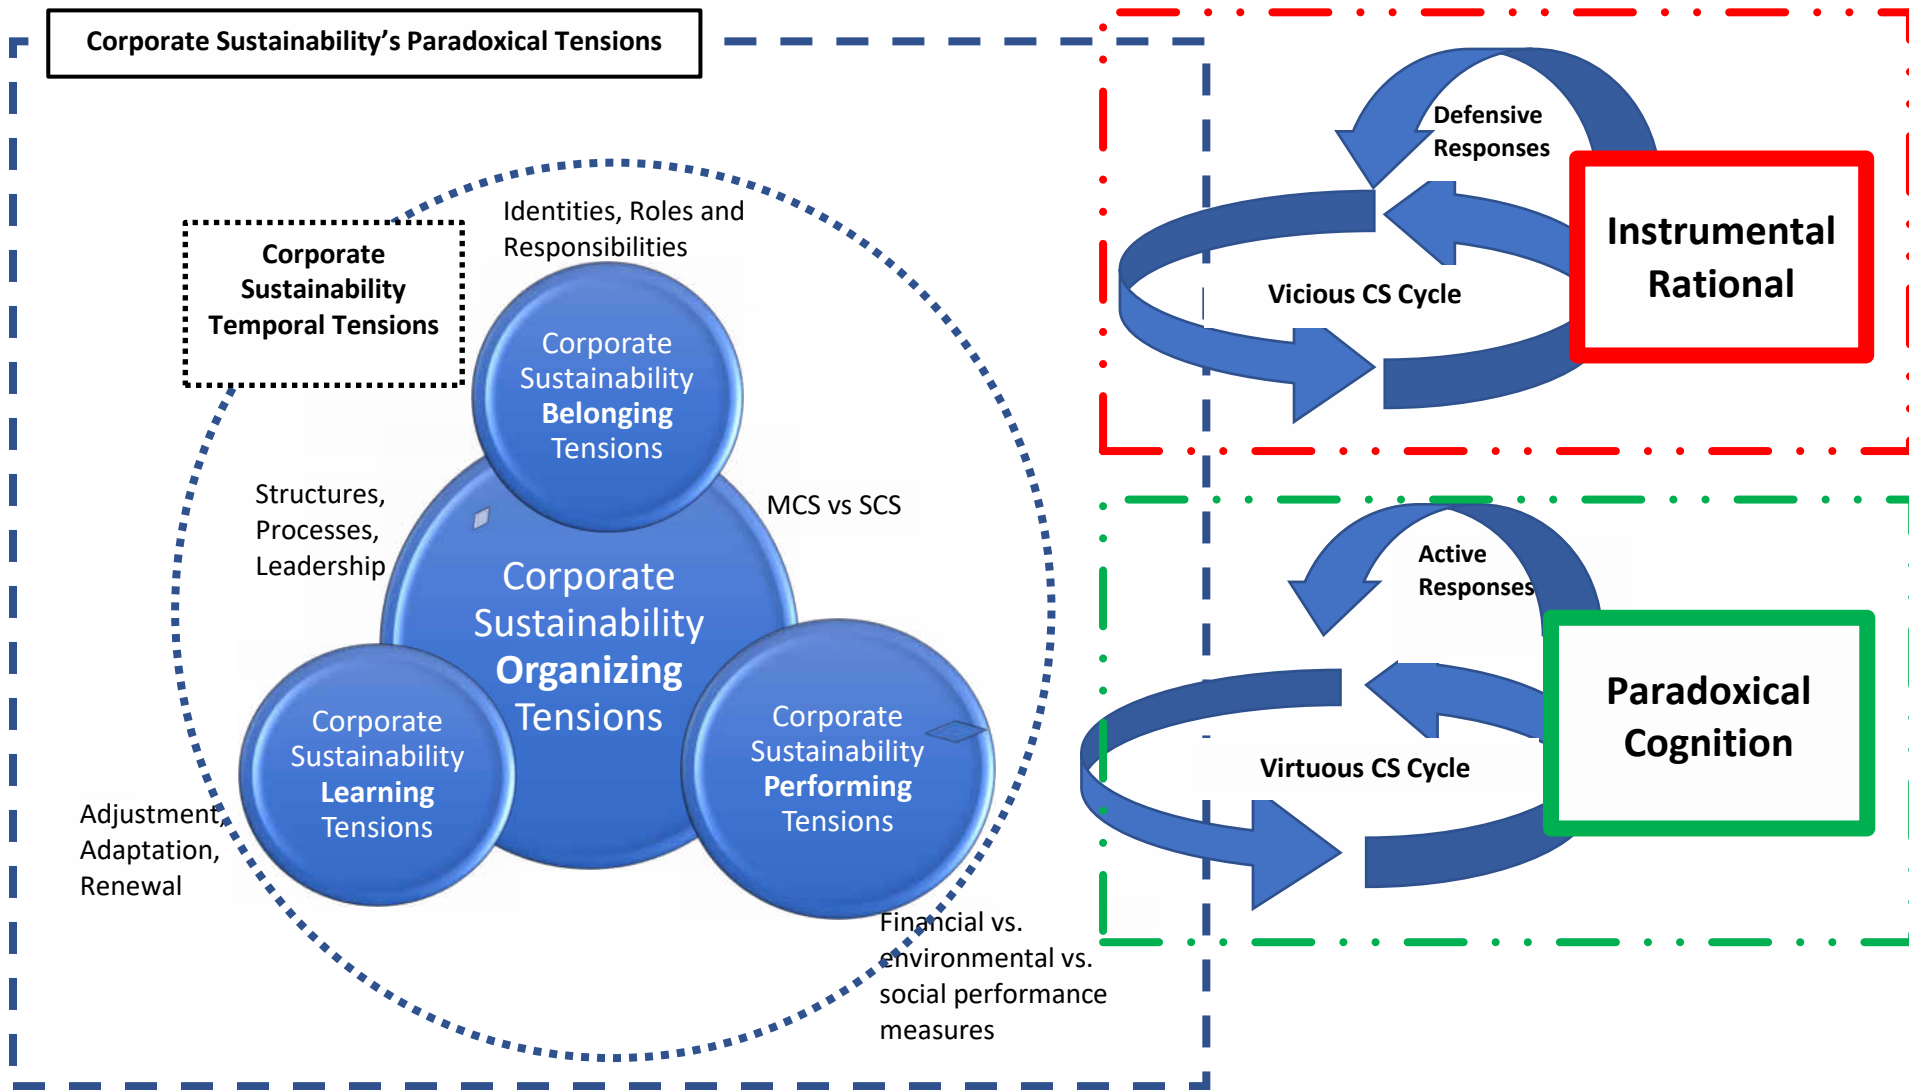 Corporate Sustainability's Paradoxical Tensions
Corporate
Sustainability
Temporal Tensions
Identities, Roles and
Responsibilities
Corporate
Sustainability
Belonging
Tensions
Structures,
Processes,
Leadership
MCS vs SCS
Corporate
Sustainability
Organizing
Tensions
Corporate
Sustainability
Learning
Tensions
Corporate
Sustainability
Performing
Tensions
Adjustment,
Adaptation,
Renewal
Financial vs.
environmental vs.
social performance
measures
Defensive
Responses
Vicious CS Cycle
Instrumental
Rational
Active
Responses
Virtuous CS Cycle
Paradoxical
Cognition